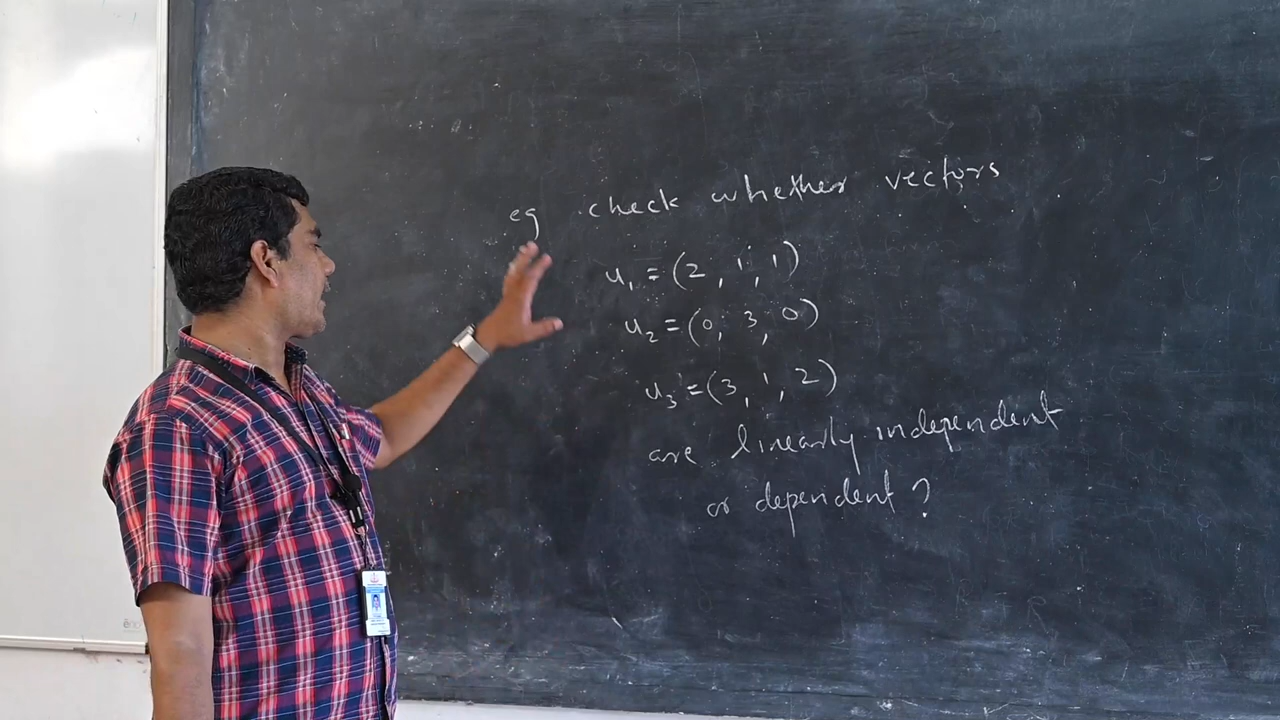 eg check whether vectors
u₁ = (2, 1, 1)
u₂ = (0, 3, 0)
u₃ = (3, 1, 2)
are linearly independent
or dependent ?